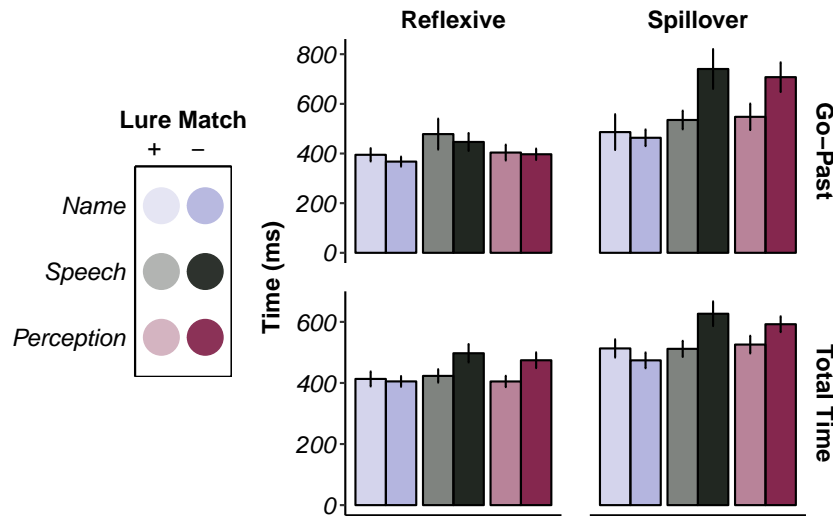 Reflexive
Spillover
Lure Match
+ −
Name
Speech
Perception
Time (ms)
800
600
400
200
0
Go−Past
600
400
200
0
Total Time